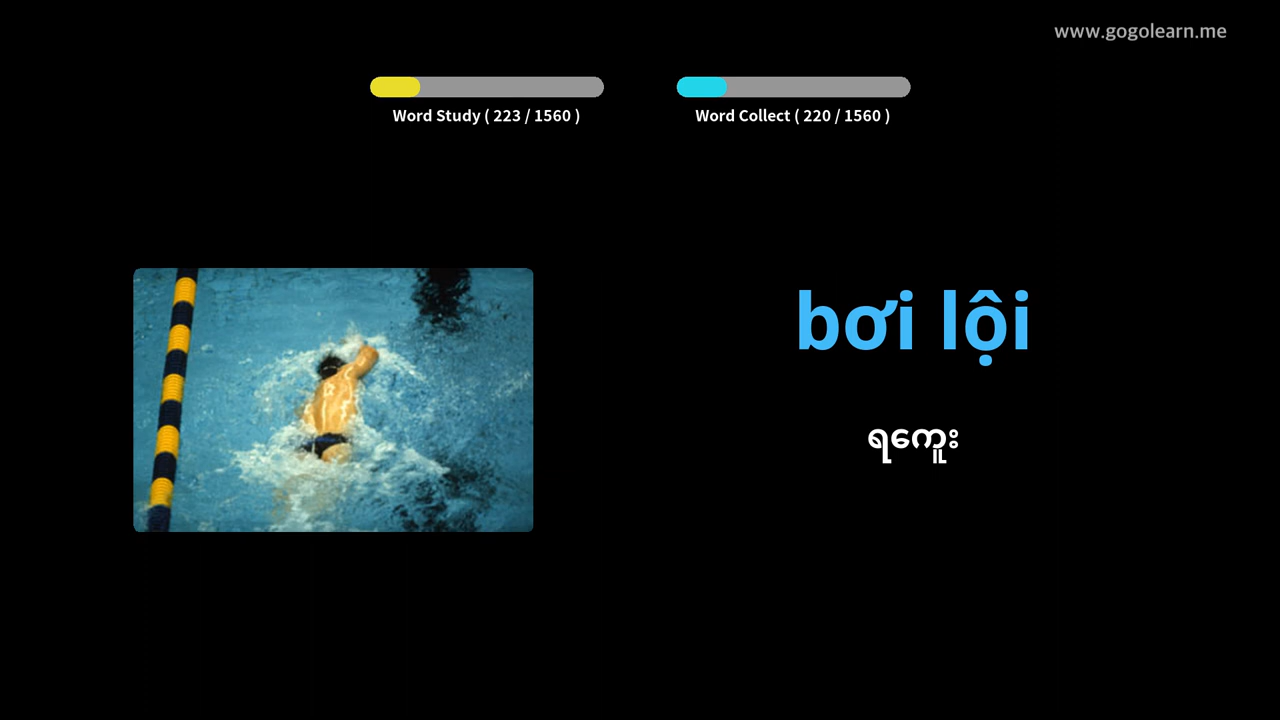 www.gogolearn.me
Word Study ( 223 / 1560 )
Word Collect ( 220 / 1560 )
bơi lội
ရေကူး